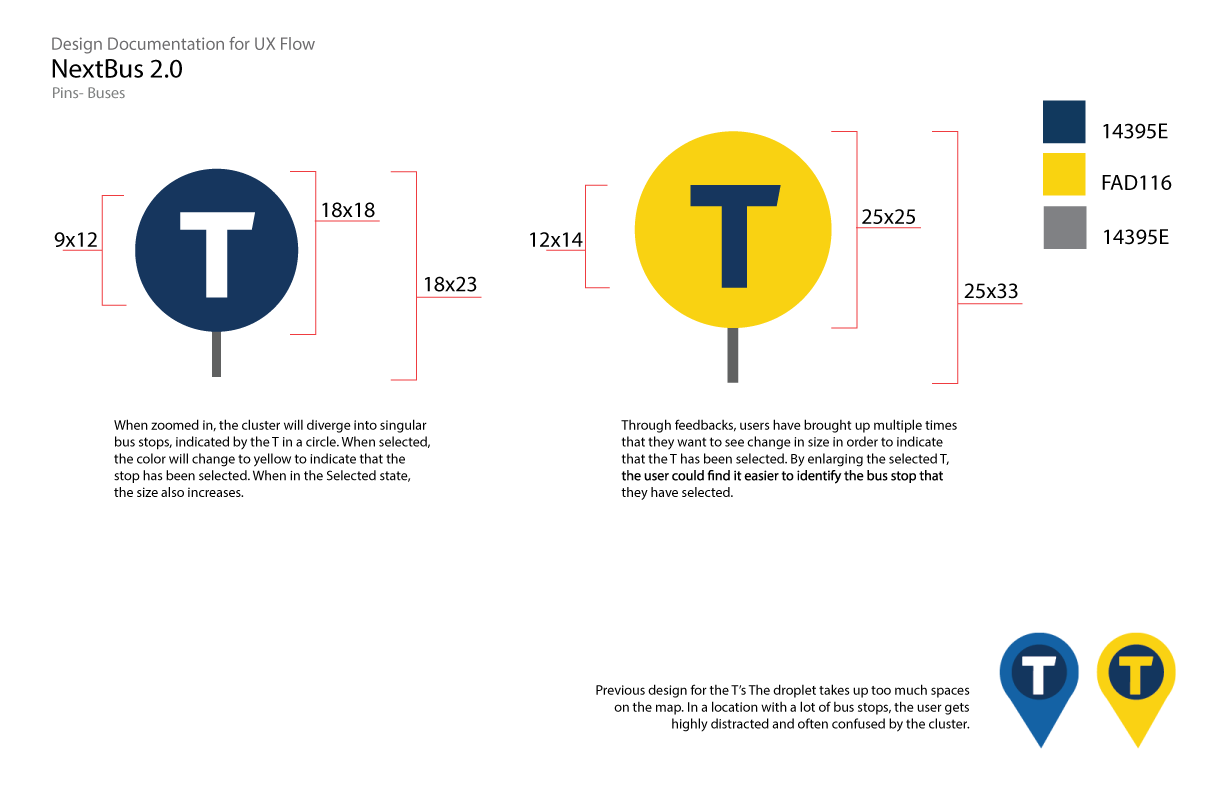 Design Documentation for UX Flow
NextBus 2.0
Pins- Buses
14395E
FAD116
14395E
9x12
T
18x18
18x23
12x14
T
25x25
25x33
When zoomed in, the cluster will diverge into singular
bus stops, indicated by the T in a circle. When selected,
the color will change to yellow to indicate that the
stop has been selected. When in the Selected state,
the size also increases.
Through feedbacks, users have brought up multiple times
that they want to see change in size in order to indicate
that the T has been selected. By enlarging the selected T,
the user could find it easier to identify the bus stop that
they have selected.
Previous design for the T's The droplet takes up too much spaces
on the map. In a location with a lot of bus stops, the user gets
highly distracted and often confused by the cluster.
T
T